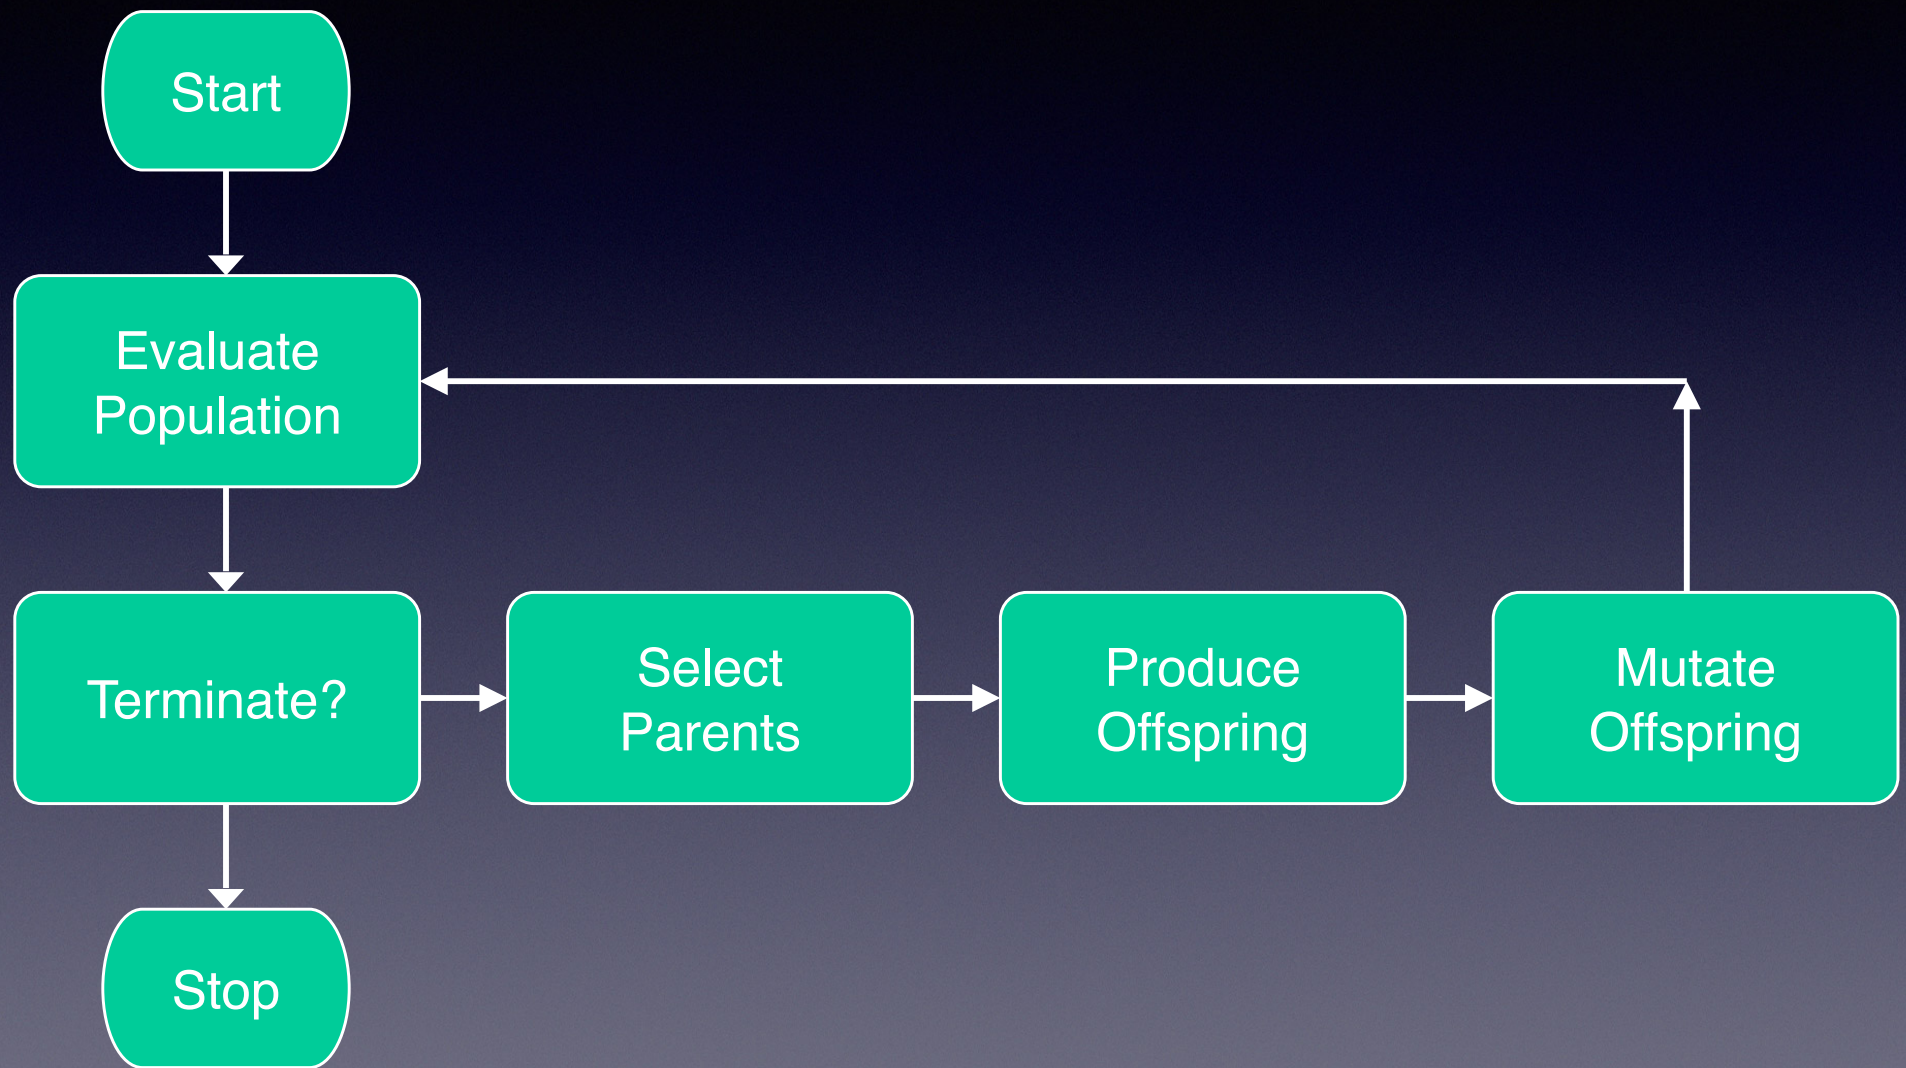 Start
Evaluate
Population
Terminate?
Select
Parents
Produce
Offspring
Mutate
Offspring
Stop